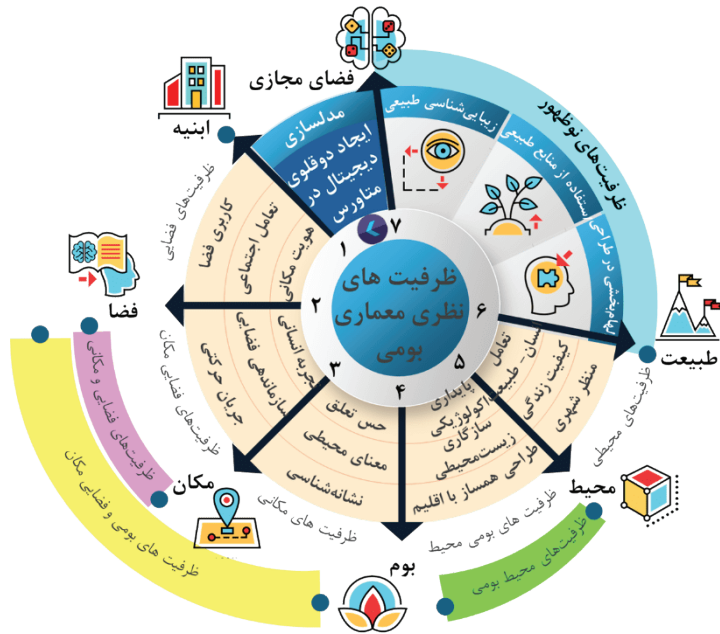 فضای مجازی
ابنیه
فضا
مکان
بوم
محیط
طبیعت
ظرفیت‌های نوظهور
زیبایی‌شناسی طبیعی
استفاده از منابع طبیعی
الهام‌بخشی در طراحی
مدلسازی
ایجاد دوقلوی
دیجیتال در
متاورس
ظرفیت‌های فضایی
کاربری فضا
تعامل اجتماعی
هویت مکانی
ظرفیت‌های فضایی مکان
جریان حرکتی
سازماندهی فضایی
تجربه انسانی
ظرفیت های مکانی
حس تعلق
معنای محیطی
نشانه‌شناسی
ظرفیت های بومی محیط
پایداری
اکولوژیکی
سازگاری
زیست‌محیطی
طراحی همساز با اقلیم
ظرفیت‌های محیطی
تعامل
انسان- طبیعت
کیفیت زندگی
منظر شهری
ظرفیت های
نظری معماری
بومی
۱
۲
۳
۴
۵
۶
۷
ظرفیت‌های فضایی و مکانی
ظرفیت های بومی و فضایی مکان
ظرفیت‌های محیط بومی